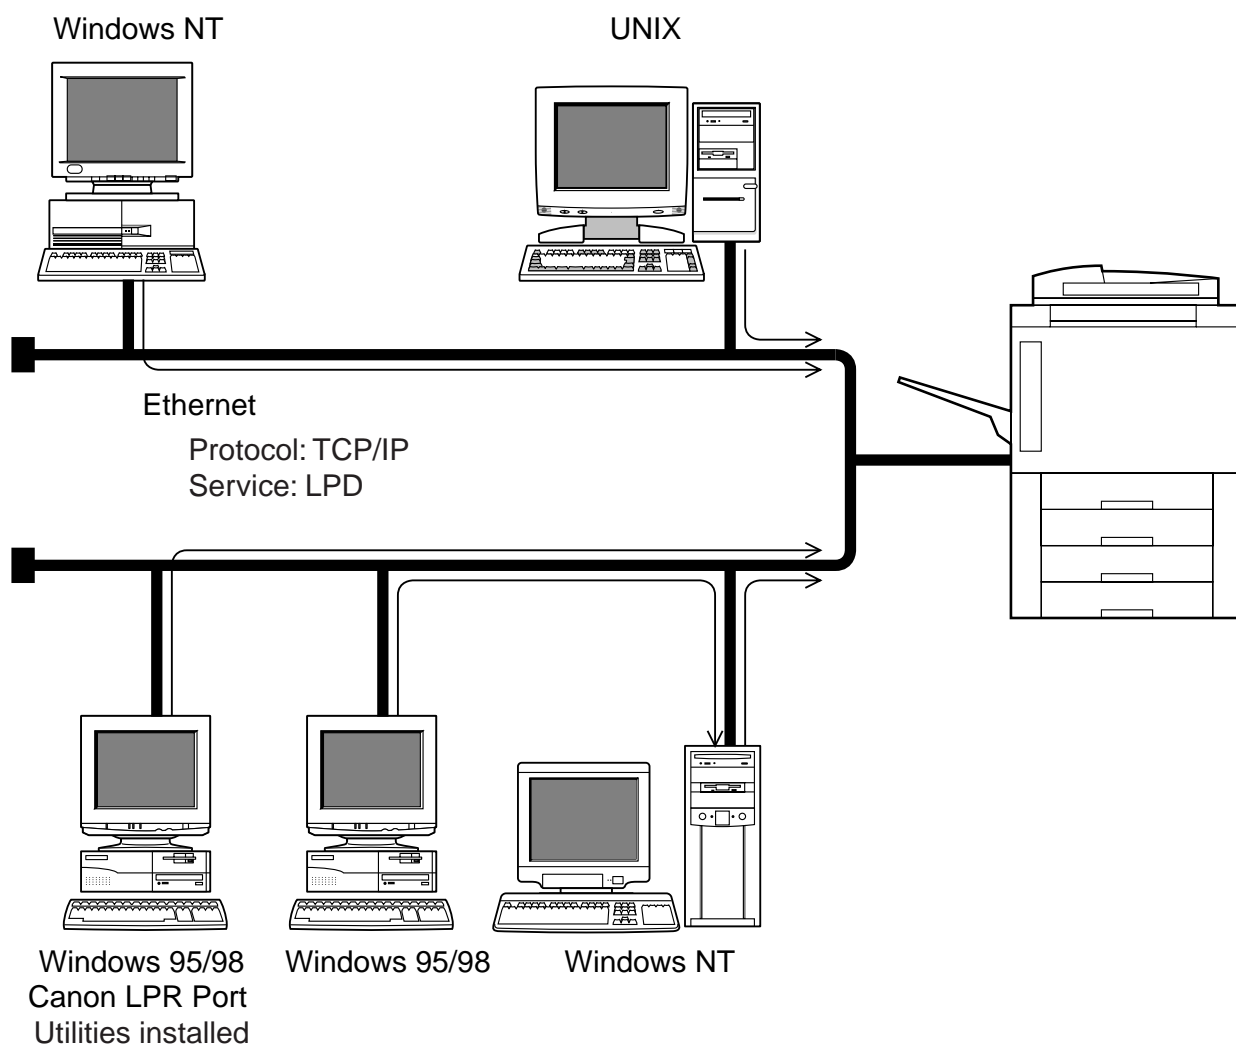 Windows NT
UNIX
Ethernet
Protocol: TCP/IP
Service: LPD
Windows 95/98
Canon LPR Port
Utilities installed
Windows 95/98
Windows NT